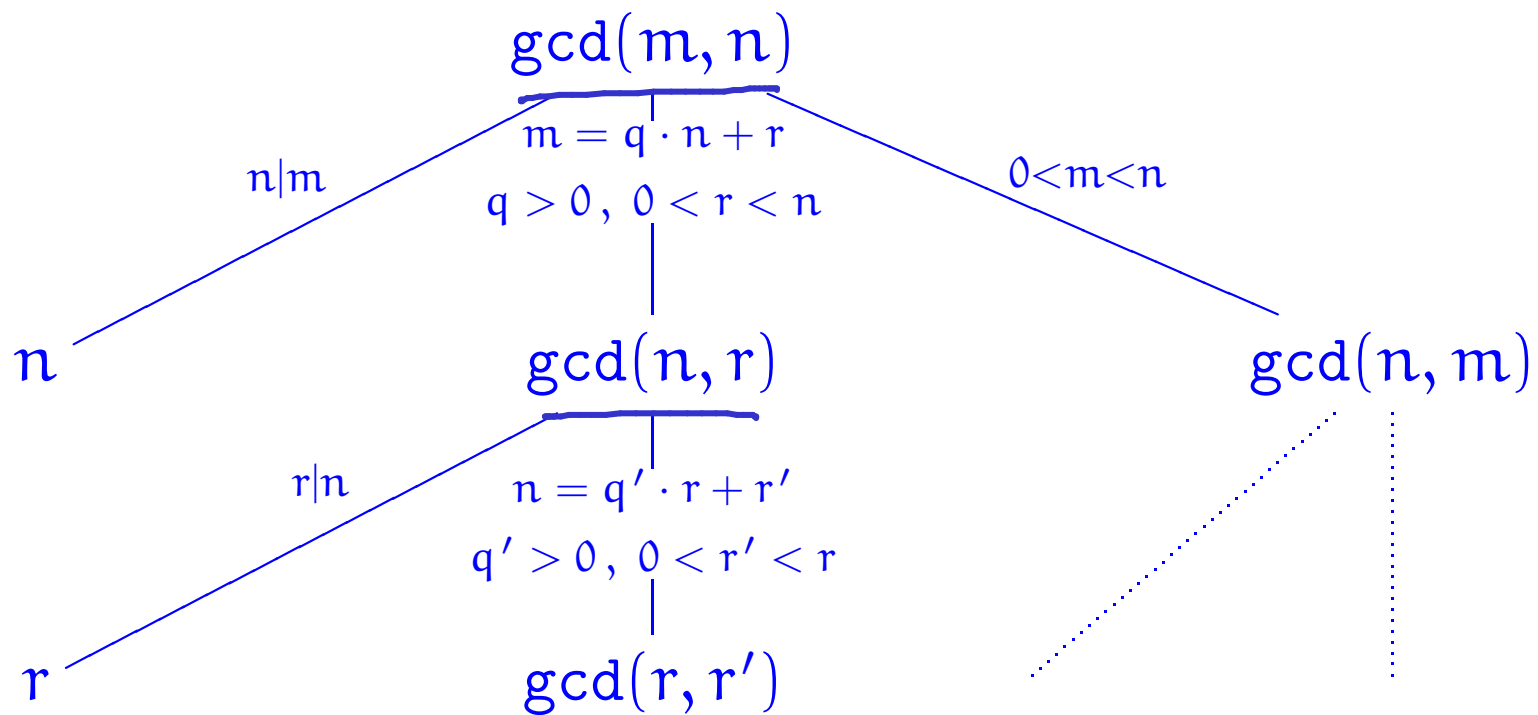 gcd(m, n)
m = q · n + r
n|m
0<m<n
q > 0 , 0 < r < n
n
gcd(n, r)
gcd(n, m)
r|n
n = q′ · r + r′
q′ > 0 , 0 < r′ < r
r
gcd(r, r′)